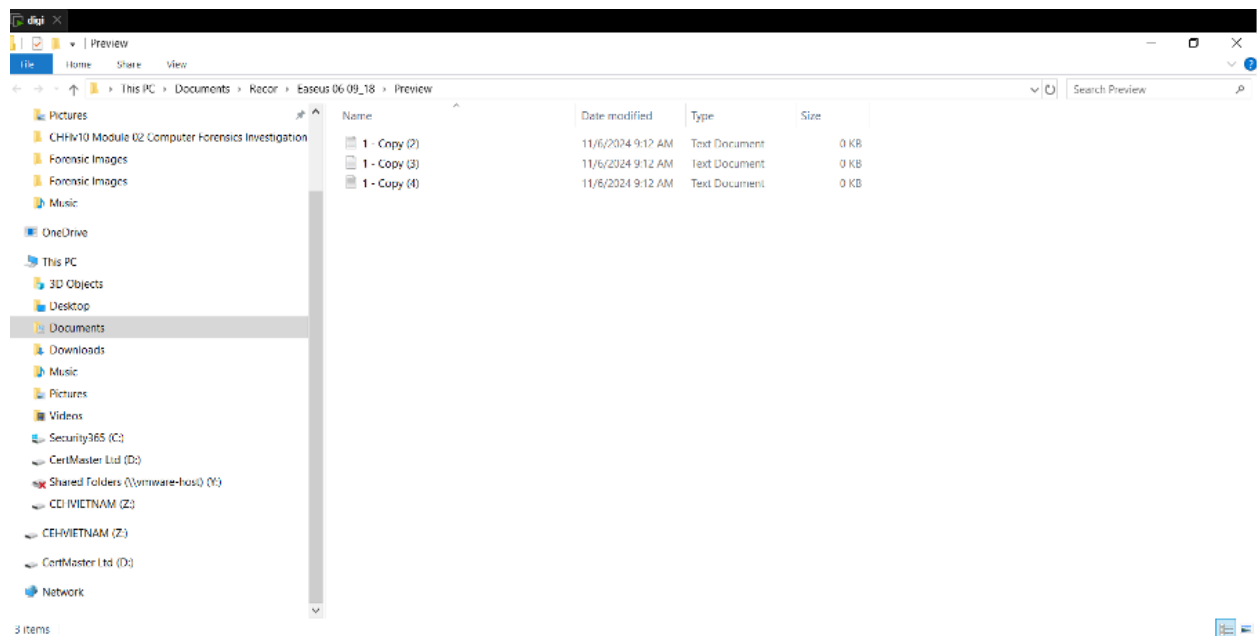 digi
Preview
File Home Share View
This PC Documents Recor Easeus 06 09_18 Preview Search Preview
Pictures
CHFIv10 Module 02 Computer Forensics Investigation
Forensic Images
Forensic Images
Music
OneDrive
This PC
3D Objects
Desktop
Documents
Downloads
Music
Pictures
Videos
Security365 (C:)
CertMaster Ltd (D:)
Shared Folders (\\vmware-host) (Y:)
CEHVIETNAM (Z:)
CEHVIETNAM (Z:)
CertMaster Ltd (D:)
Network
Name Date modified Type Size
1 - Copy (2) 11/6/2024 9:12 AM Text Document 0 KB
1 - Copy (3) 11/6/2024 9:12 AM Text Document 0 KB
1 - Copy (4) 11/6/2024 9:12 AM Text Document 0 KB
3 items